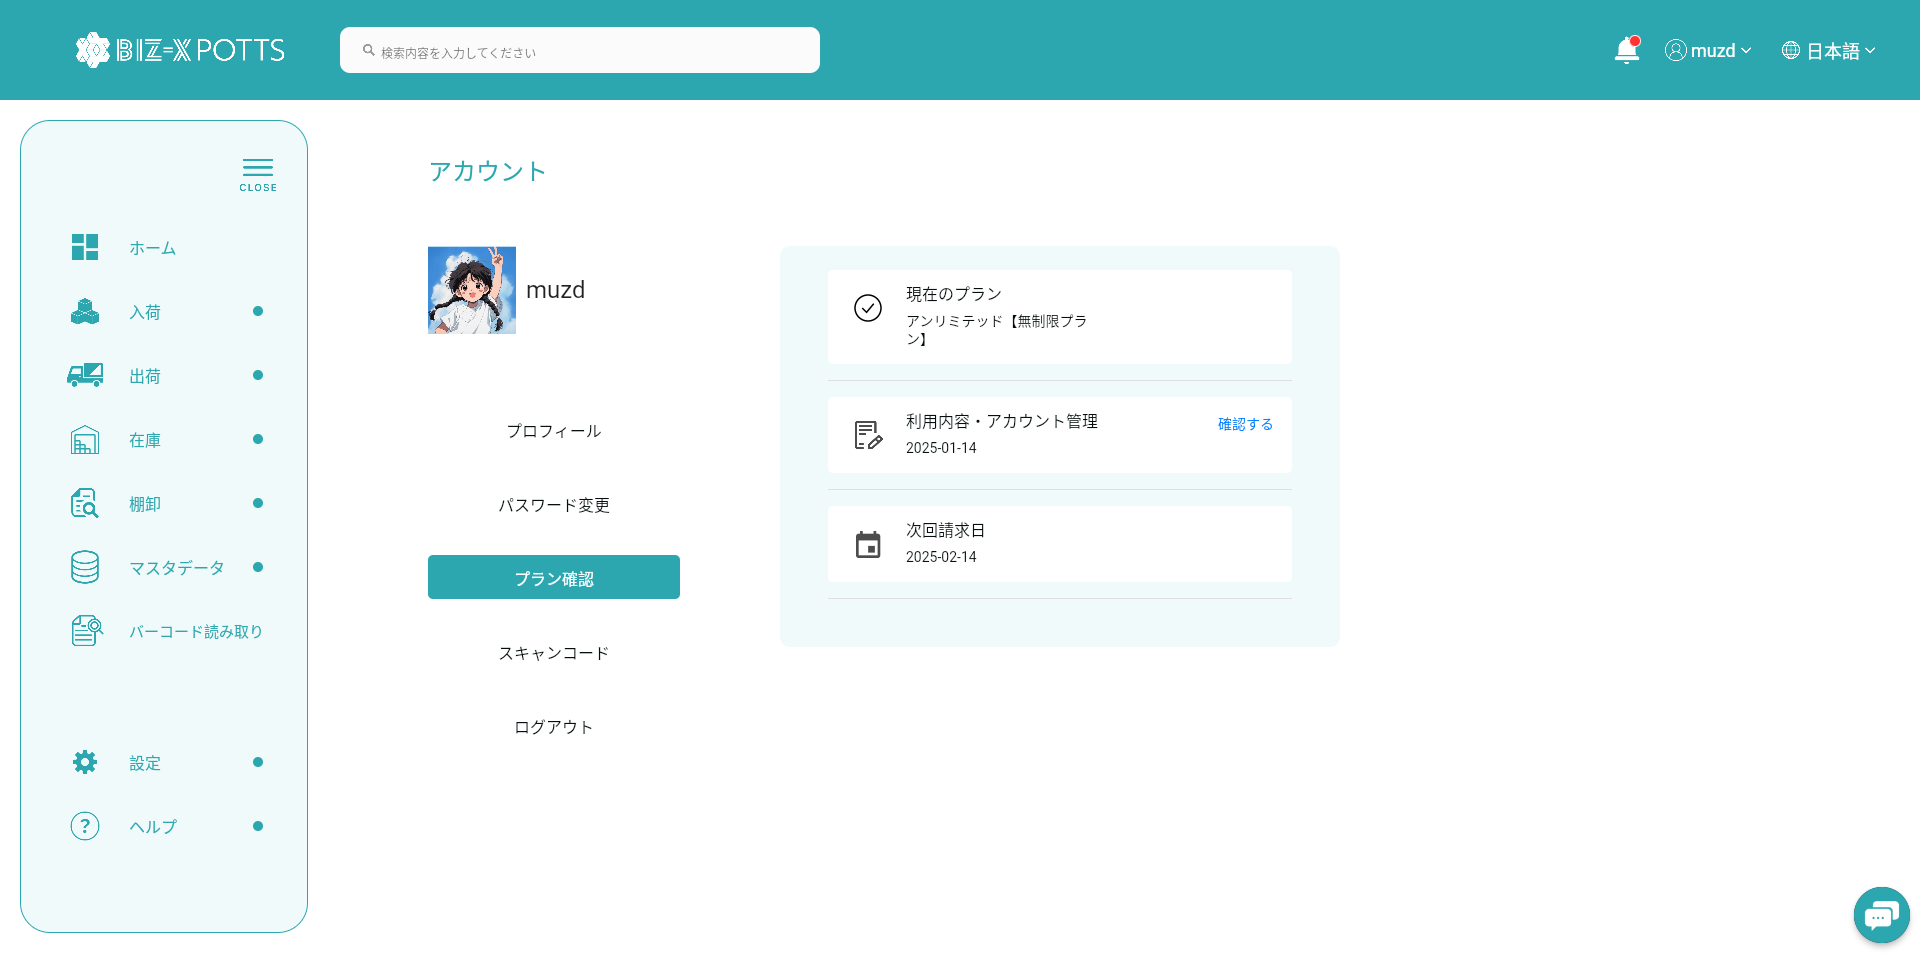 BIZ=X POTTS
検索内容を入力してください
muzd
日本語
CLOSE
ホーム
入荷
出荷
在庫
棚卸
マスタデータ
バーコード読み取り
設定
ヘルプ
アカウント
muzd
プロフィール
パスワード変更
プラン確認
スキャンコード
ログアウト
現在のプラン
アンリミテッド【無制限プラ
ン】
利用内容・アカウント管理
2025-01-14
確認する
次回請求日
2025-02-14